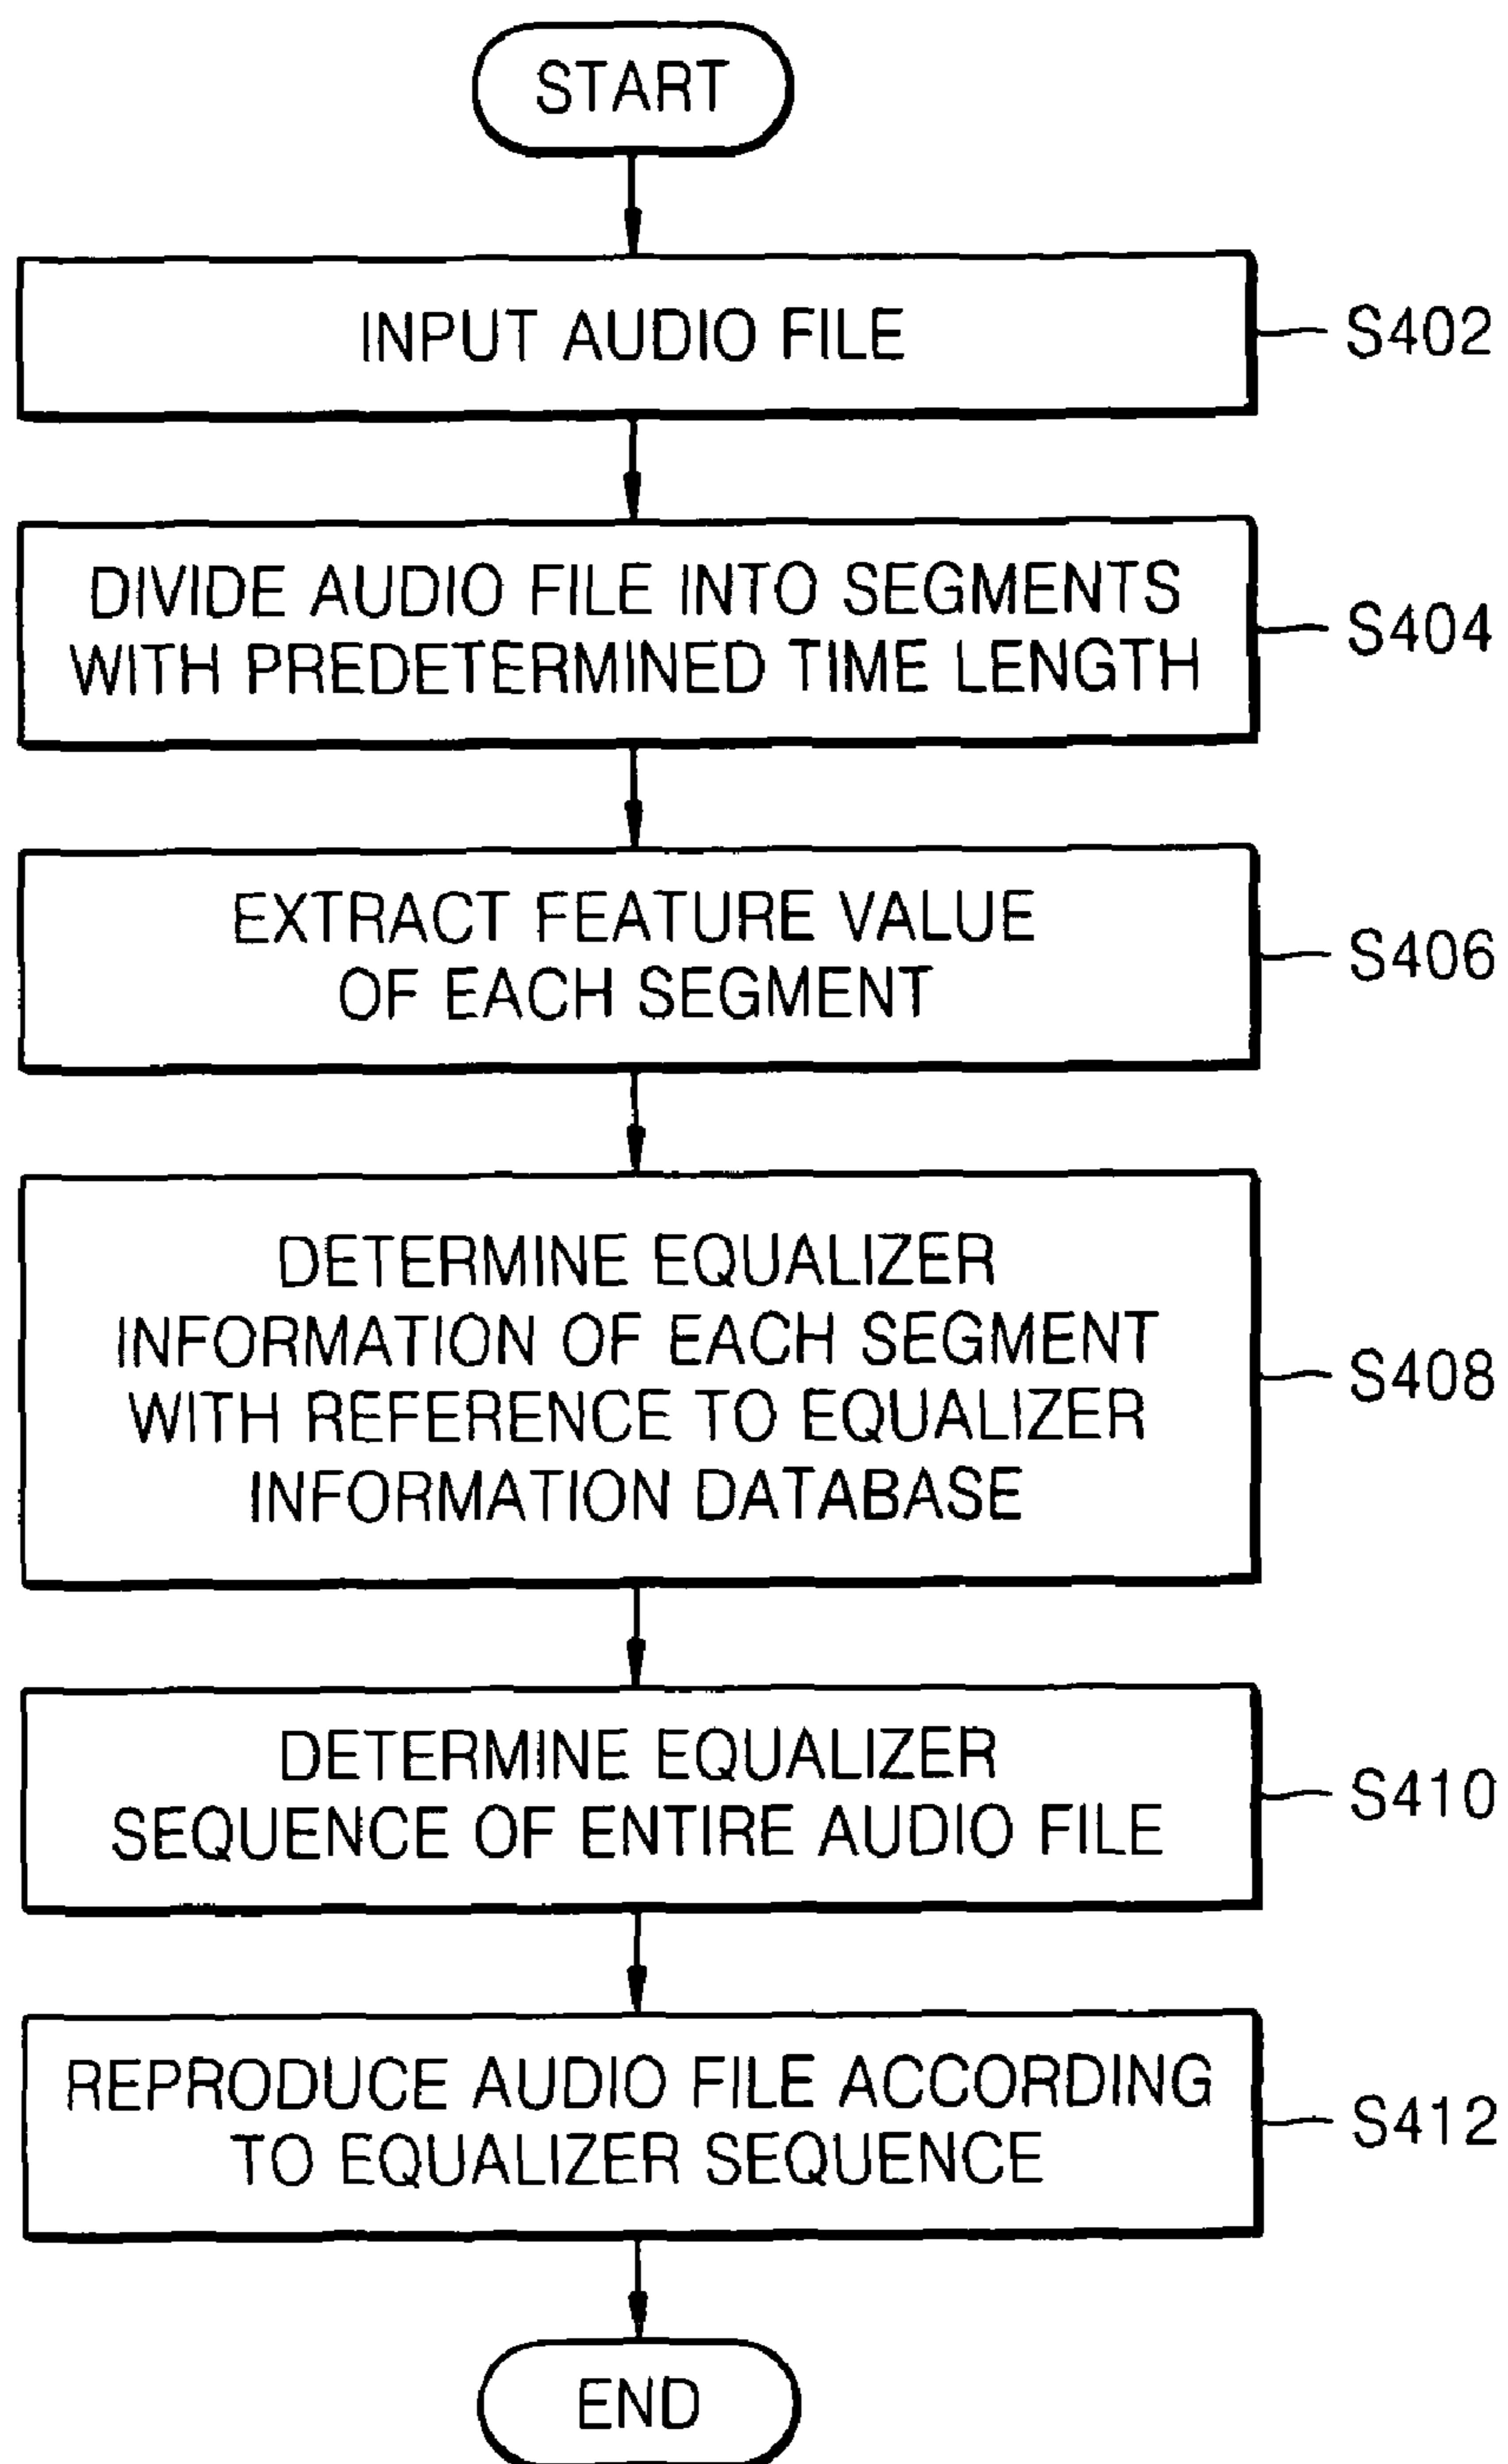 START
INPUT AUDIO FILE
S402
DIVIDE AUDIO FILE INTO SEGMENTS
WITH PREDETERMINED TIME LENGTH
S404
EXTRACT FEATURE VALUE
OF EACH SEGMENT
S406
DETERMINE EQUALIZER
INFORMATION OF EACH SEGMENT
WITH REFERENCE TO EQUALIZER
INFORMATION DATABASE
S408
DETERMINE EQUALIZER
SEQUENCE OF ENTIRE AUDIO FILE
S410
REPRODUCE AUDIO FILE ACCORDING
TO EQUALIZER SEQUENCE
S412
END